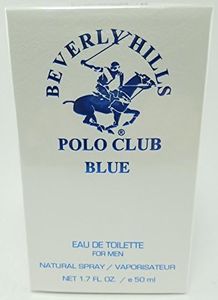 BEVERLY HILLS
®
POLO CLUB
BLUE
EAU DE TOILETTE
FOR MEN
NATURAL SPRAY / VAPORISATEUR
NET 1.7 FL. OZ. / e 50 ml